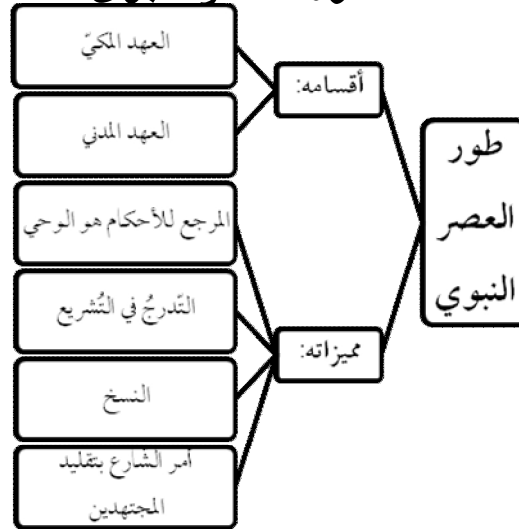 طور
العصر
النبوي
أقسامه:
العهد المكيّ
العهد المدني
مميزاته:
المرجع للأحكام هو الوحي
التّدرجُ في التُشريع
النسخ
أمر الشارع بتقليد
المجتهدين